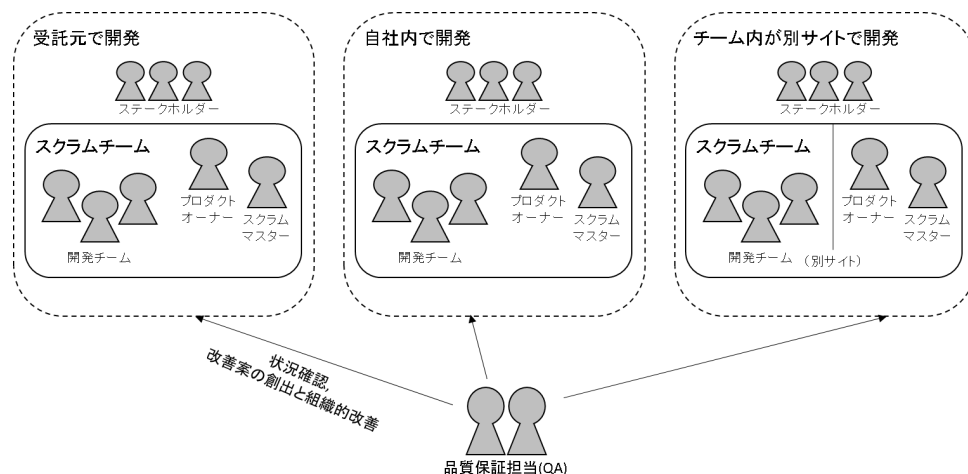 受託元で開発
ステークホルダー
スクラムチーム
プロダクト
オーナー
スクラム
マスター
開発チーム
自社内で開発
ステークホルダー
スクラムチーム
プロダクト
オーナー
スクラム
マスター
開発チーム
チーム内が別サイトで開発
ステークホルダー
スクラムチーム
プロダクト
オーナー
スクラム
マスター
開発チーム
(別サイト)
状況確認,
改善案の創出と組織的改善
品質保証担当(QA)